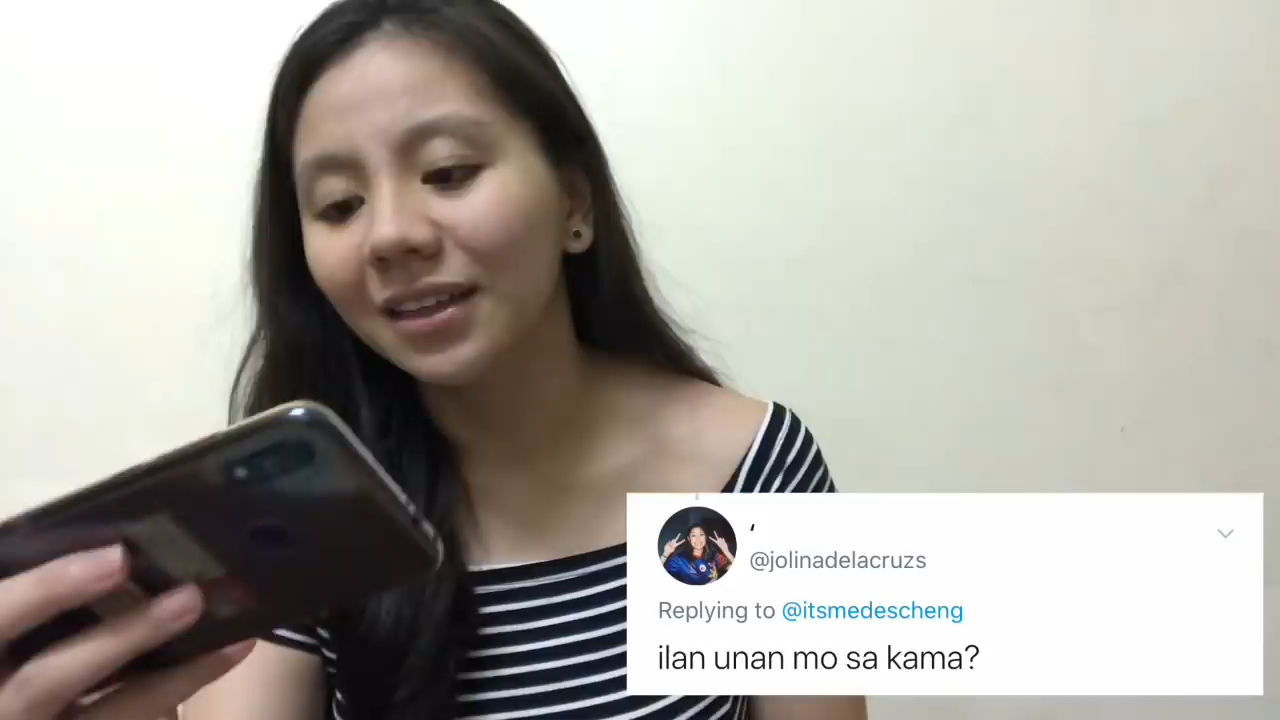 ‘
@jolinadelacruzs
Replying to @itsmedescheng
ilan unan mo sa kama?